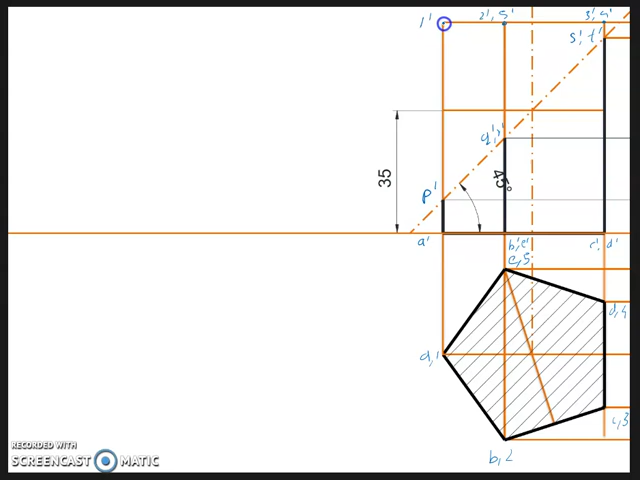 1'
2', 5'
3', 4'
s', t'
q', r'
p'
35
45°
a'
b', e'
c', d'
e, 5
d, 4
a, 1
c, 3
b, 2
RECORDED WITH
SCREENCAST MATIC